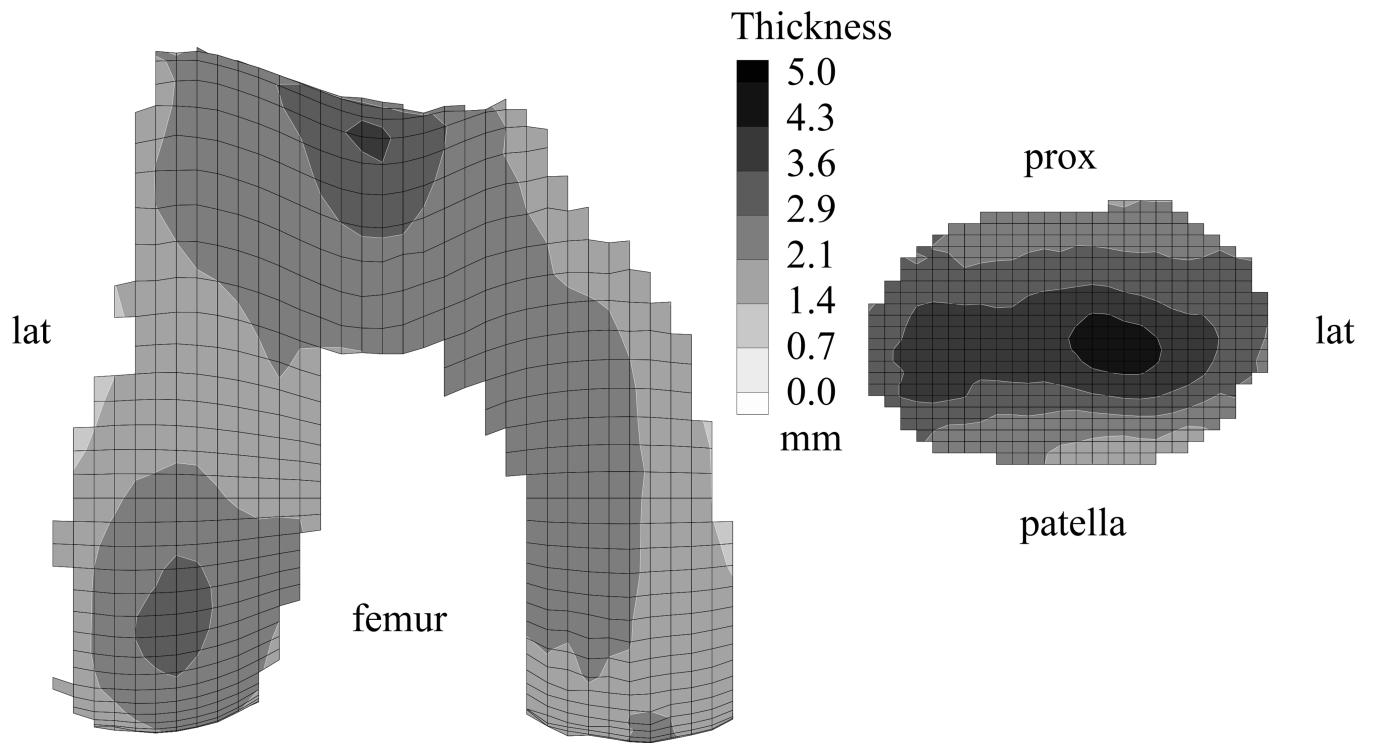 Thickness
5.0
4.3
3.6
2.9
2.1
1.4
0.7
0.0
mm
prox
lat
lat
patella
femur